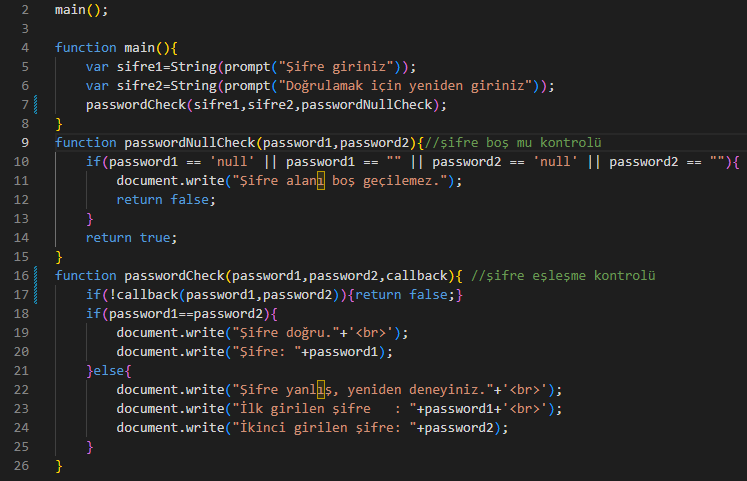 2 main();
3
4 function main(){
5     var sifre1=String(prompt("Şifre giriniz"));
6     var sifre2=String(prompt("Doğrulamak için yeniden giriniz"));
7     passwordCheck(sifre1,sifre2,passwordNullCheck);
8 }
9 function passwordNullCheck(password1,password2){//şifre boş mu kontrolü
10     if(password1 == 'null' || password1 == "" || password2 == 'null' || password2 == ""){
11         document.write("Şifre alanı boş geçilemez.");
12         return false;
13     }
14     return true;
15 }
16 function passwordCheck(password1,password2,callback){ //şifre eşleşme kontrolü
17     if(!callback(password1,password2)){return false;}
18     if(password1==password2){
19         document.write("Şifre doğru."+'<br>');
20         document.write("Şifre: "+password1);
21     }else{
22         document.write("Şifre yanlış, yeniden deneyiniz."+'<br>');
23         document.write("İlk girilen şifre   : "+password1+'<br>');
24         document.write("İkinci girilen şifre: "+password2);
25     }
26 }